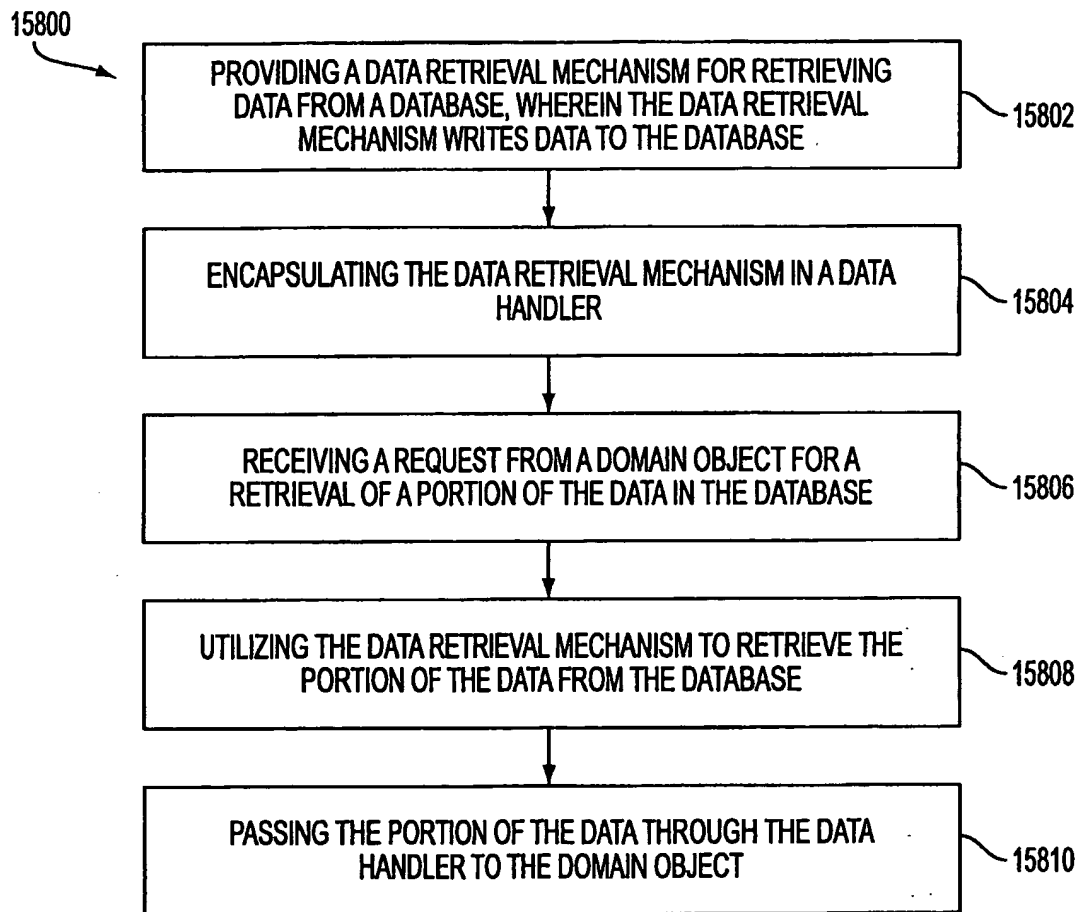 15800
PROVIDING A DATA RETRIEVAL MECHANISM FOR RETRIEVING
DATA FROM A DATABASE, WHEREIN THE DATA RETRIEVAL
MECHANISM WRITES DATA TO THE DATABASE
15802
ENCAPSULATING THE DATA RETRIEVAL MECHANISM IN A DATA
HANDLER
15804
RECEIVING A REQUEST FROM A DOMAIN OBJECT FOR A
RETRIEVAL OF A PORTION OF THE DATA IN THE DATABASE
15806
UTILIZING THE DATA RETRIEVAL MECHANISM TO RETRIEVE THE
PORTION OF THE DATA FROM THE DATABASE
15808
PASSING THE PORTION OF THE DATA THROUGH THE DATA
HANDLER TO THE DOMAIN OBJECT
15810